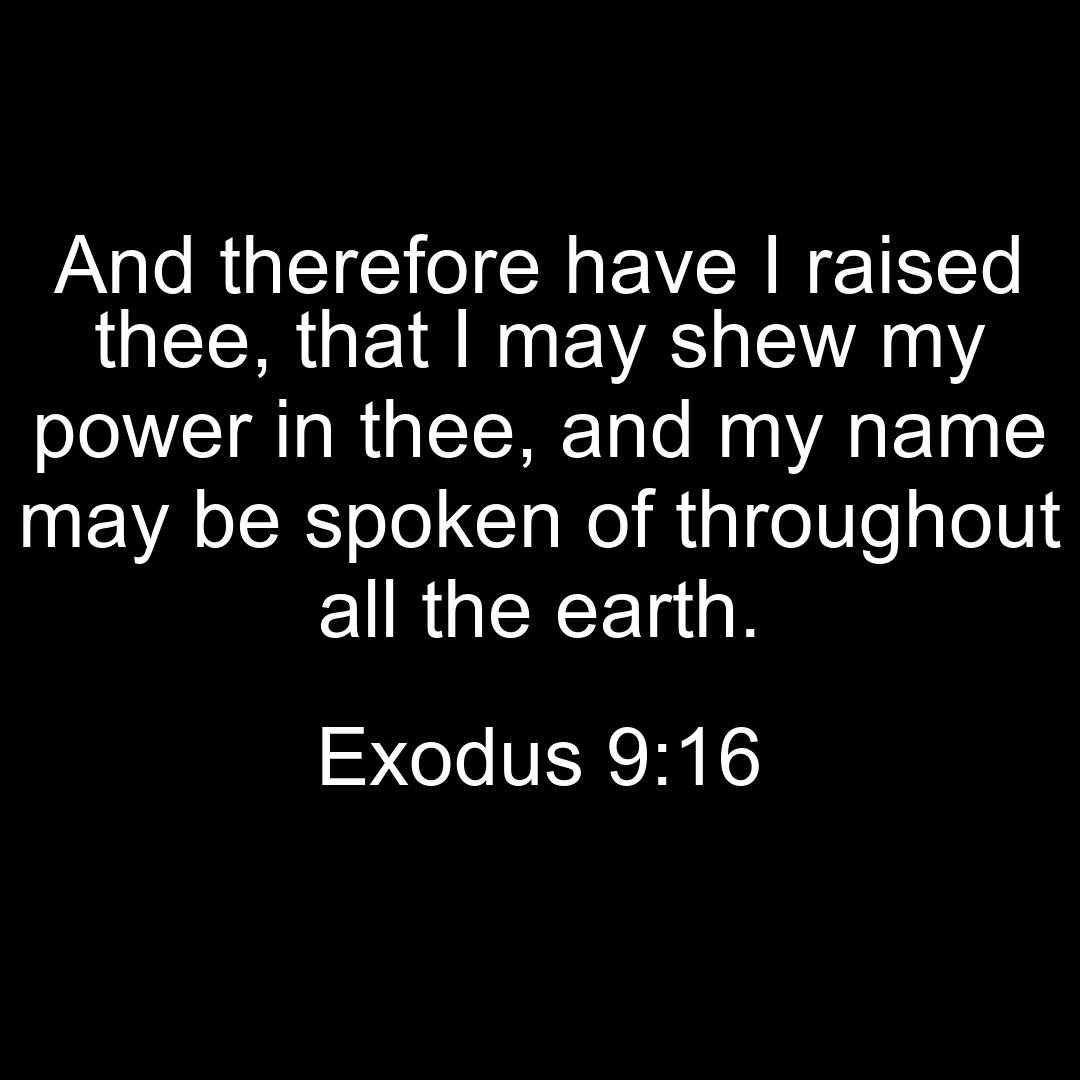 And therefore have I raised
thee, that I may shew my
power in thee, and my name
may be spoken of throughout
all the earth.
Exodus 9:16